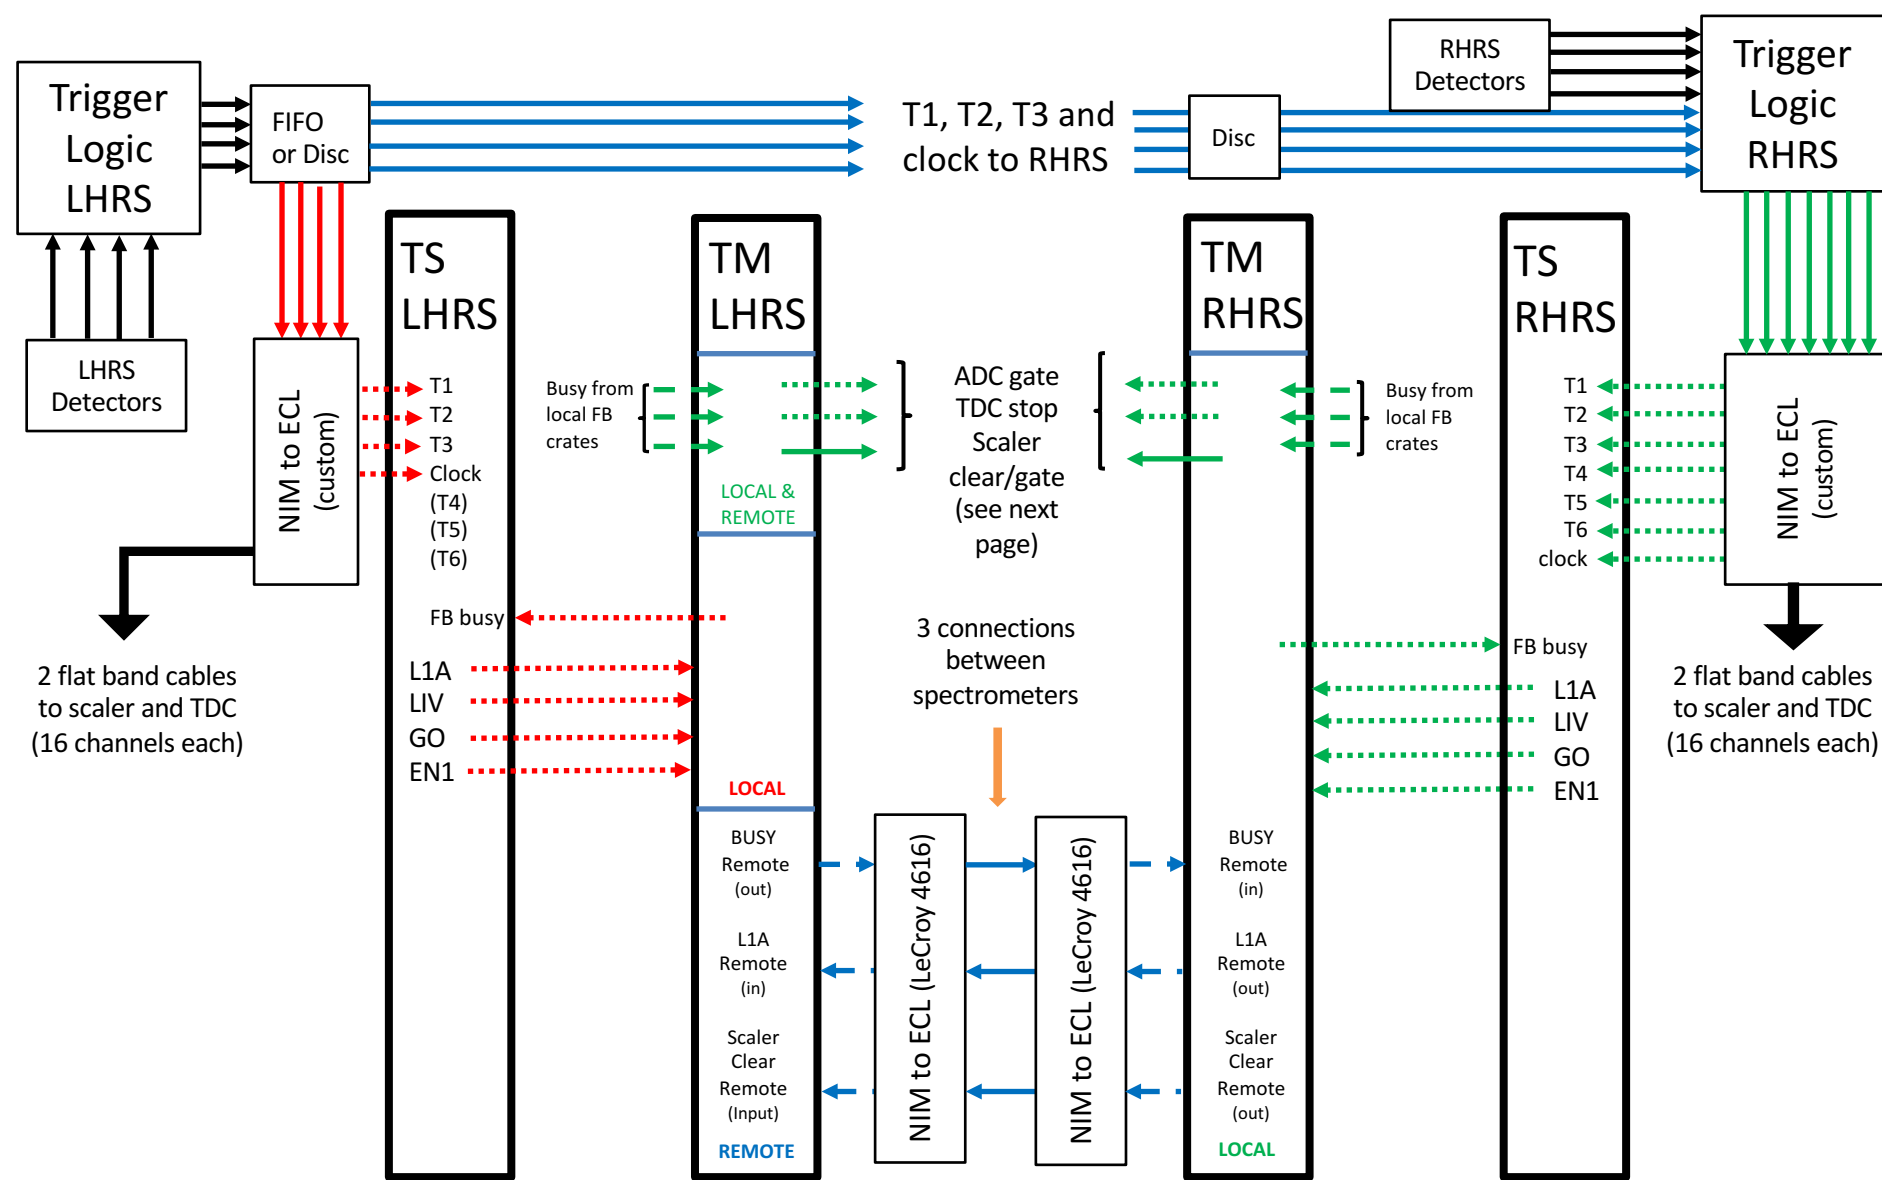 Trigger
Logic
LHRS
FIFO
or Disc
T1, T2, T3 and
clock to RHRS
Disc
RHRS
Detectors
Trigger
Logic
RHRS
LHRS
Detectors
NIM to ECL
(custom)
2 flat band cables
to scaler and TDC
(16 channels each)
TS
LHRS
T1
T2
T3
Clock
(T4)
(T5)
(T6)
FB busy
L1A
LIV
GO
EN1
Busy from
local FB
crates
TM
LHRS
LOCAL &
REMOTE
LOCAL
BUSY
Remote
(out)
L1A
Remote
(in)
Scaler
Clear
Remote
(Input)
REMOTE
ADC gate
TDC stop
Scaler
clear/gate
(see next
page)
3 connections
between
spectrometers
NIM to ECL (LeCroy 4616)
NIM to ECL (LeCroy 4616)
TM
RHRS
BUSY
Remote
(in)
L1A
Remote
(out)
Scaler
Clear
Remote
(out)
LOCAL
Busy from
local FB
crates
TS
RHRS
T1
T2
T3
T4
T5
T6
clock
FB busy
L1A
LIV
GO
EN1
NIM to ECL
(custom)
2 flat band cables
to scaler and TDC
(16 channels each)